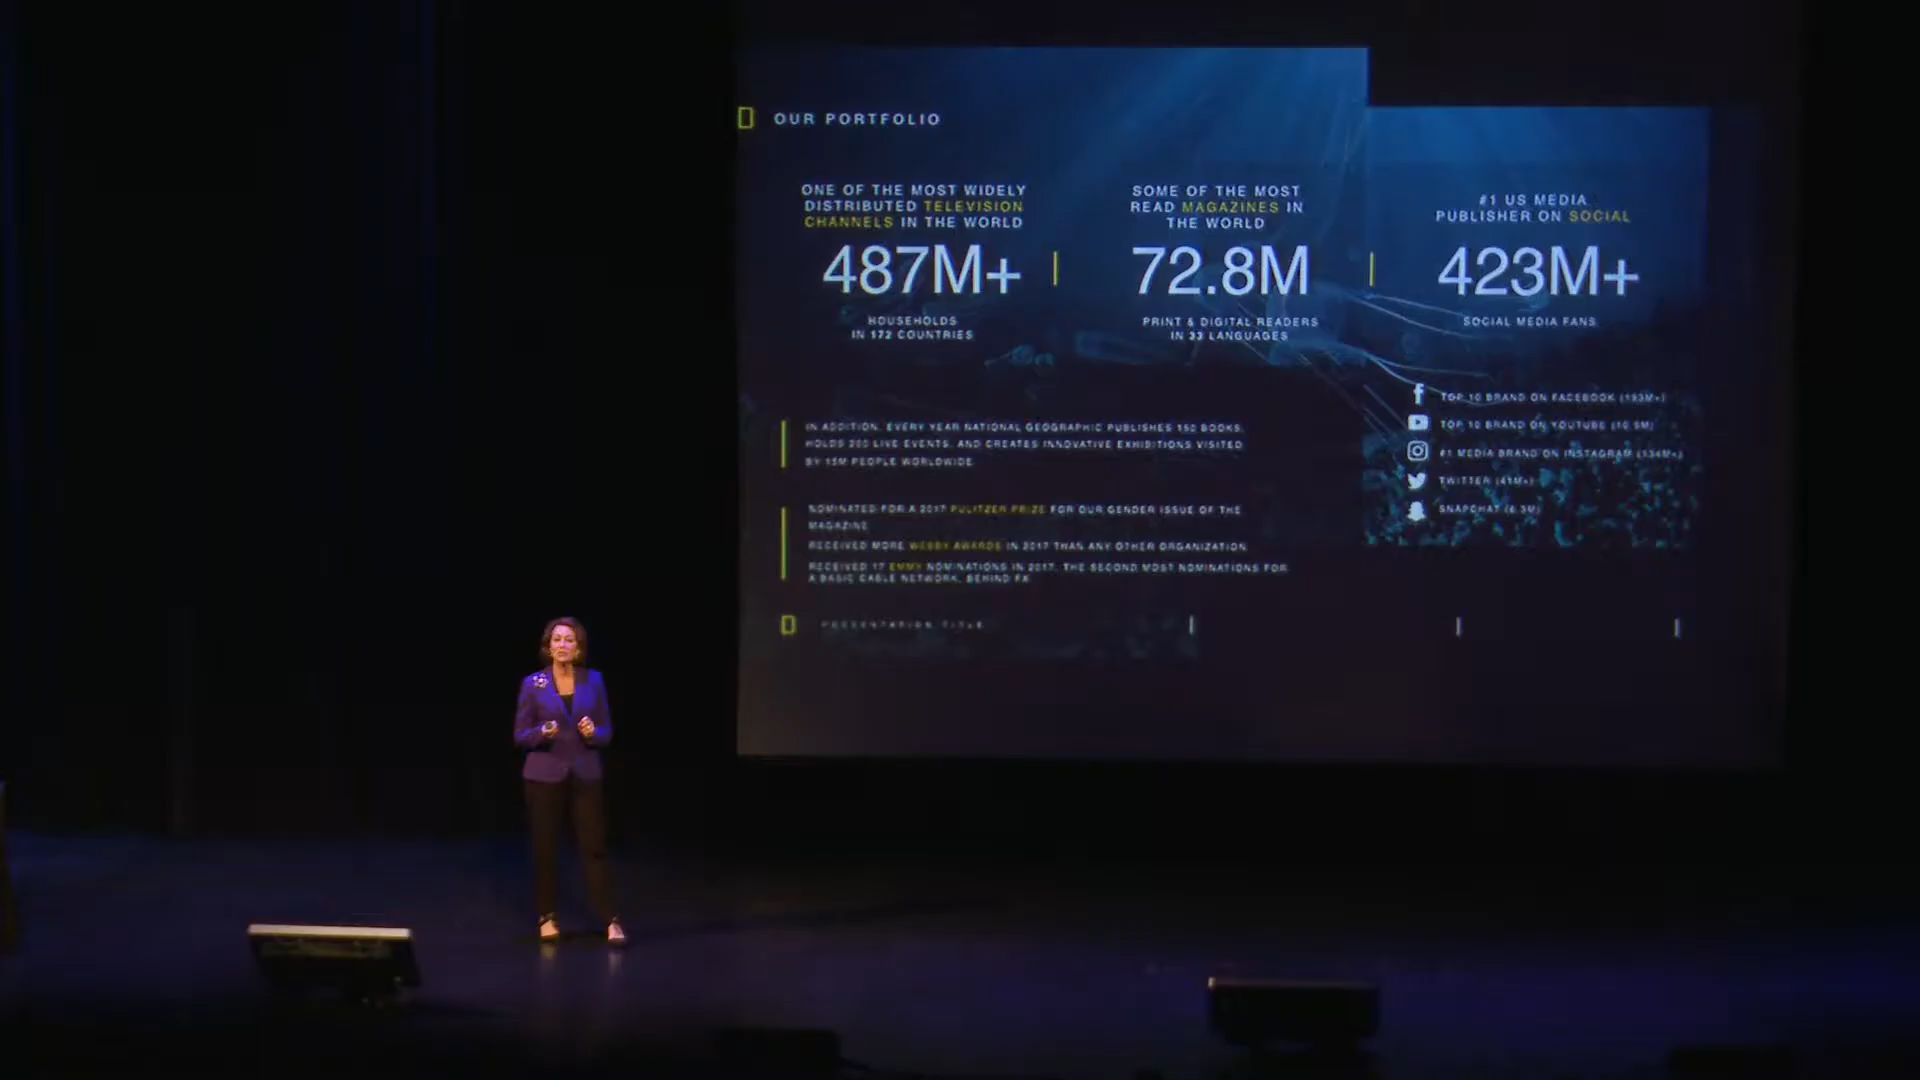 OUR PORTFOLIO
ONE OF THE MOST WIDELY
DISTRIBUTED TELEVISION
CHANNELS IN THE WORLD
487M+
HOUSEHOLDS
IN 172 COUNTRIES
SOME OF THE MOST
READ MAGAZINES IN
THE WORLD
72.8M
PRINT & DIGITAL READERS
IN 33 LANGUAGES
#1 US MEDIA
PUBLISHER ON SOCIAL
423M+
SOCIAL MEDIA FANS
TOP 10 BRAND ON FACEBOOK (193M+)
TOP 10 BRAND ON YOUTUBE
#1 MEDIA BRAND ON INSTAGRAM (134M+)
TWITTER (41M+)
SNAPCHAT (6.3M)
IN ADDITION, EVERY YEAR NATIONAL GEOGRAPHIC PUBLISHES 150 BOOKS,
HOLDS 200 LIVE EVENTS, AND CREATES INNOVATIVE EXHIBITIONS VISITED
BY 15M PEOPLE WORLDWIDE
NOMINATED FOR A 2017 PULITZER PRIZE FOR OUR GENDER ISSUE OF THE
MAGAZINE
RECEIVED MORE WEBBY AWARDS IN 2017 THAN ANY OTHER ORGANIZATION
RECEIVED 17 EMMY NOMINATIONS IN 2017, THE SECOND MOST NOMINATIONS FOR
A BASIC CABLE NETWORK, BEHIND FX
PRESENTATION TITLE